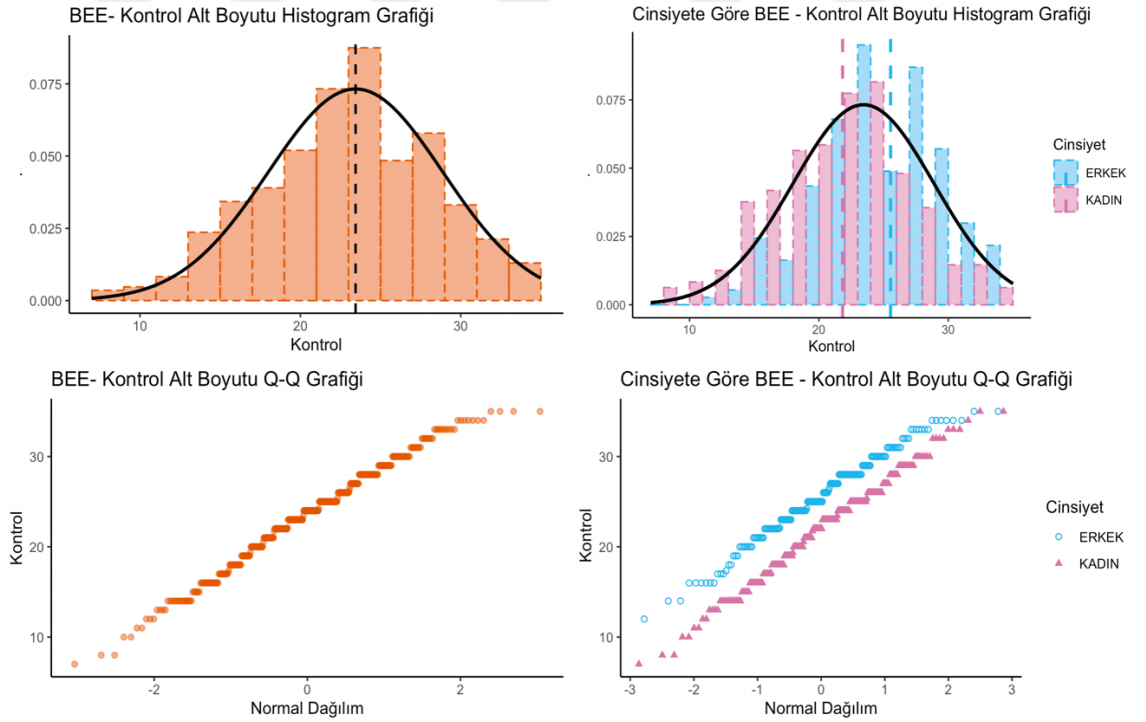 BEE- Kontrol Alt Boyutu Histogram Grafiği
0.075
0.050
0.025
0.000
10
20
30
Kontrol
Cinsiyete Göre BEE - Kontrol Alt Boyutu Histogram Grafiği
0.075
0.050
0.025
0.000
10
20
30
Kontrol
Cinsiyet
ERKEK
KADIN
BEE- Kontrol Alt Boyutu Q-Q Grafiği
Kontrol
30
20
10
-2
0
2
Normal Dağılım
Cinsiyete Göre BEE - Kontrol Alt Boyutu Q-Q Grafiği
Kontrol
30
20
10
-3
-2
-1
0
1
2
3
Normal Dağılım
Cinsiyet
ERKEK
KADIN